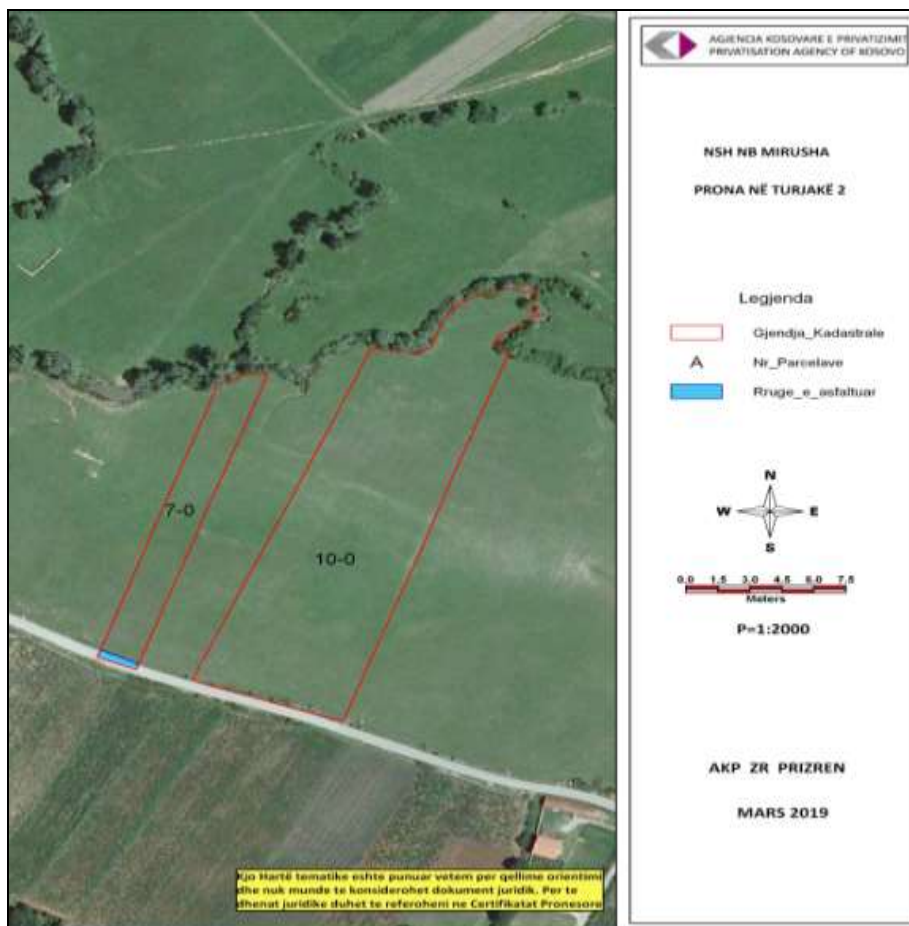 AGJENCIA KOSOVARE E PRIVATIZIMIT
PRIVATISATION AGENCY OF KOSOVO
NSH NB MIRUSHA
PRONA NË TURJAKË 2
Legjenda
Gjendja_Kadastrale
A Nr_Parcelave
Rruge_e_asfaltuar
N
W E
S
0,0 1,5 3,0 4,5 6,0 7,5
Meters
P=1:2000
AKP ZR PRIZREN
MARS 2019
7-0
10-0
Kjo Hartë tematike eshte punuar vetem per qellime orientimi
dhe nuk munde te konsiderohet dokument juridik. Per te
dhenat juridike duhet te referoheni ne Certifikatat Pronesore